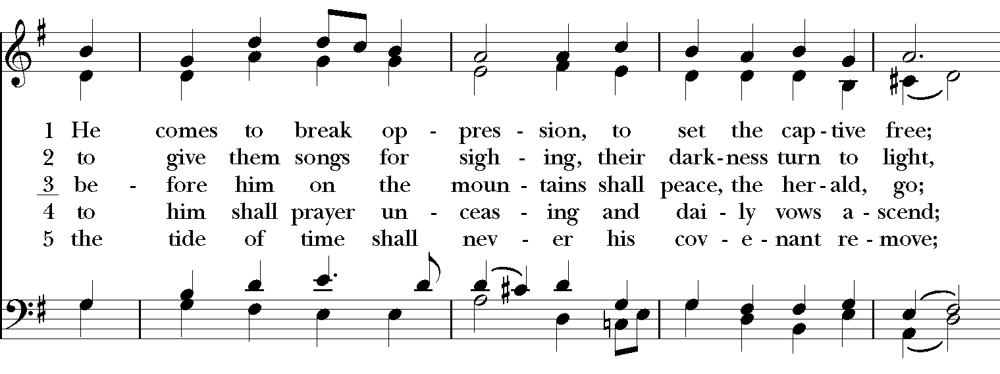 1 He comes to break op - pres - sion, to set the cap - tive free;
2 to give them songs for sigh - ing, their dark - ness turn to light,
3 be - fore him on the moun - tains shall peace, the her - ald, go;
4 to him shall prayer un - ceas - ing and dai - ly vows a - scend;
5 the tide of time shall nev - er his cov - e - nant re - move;